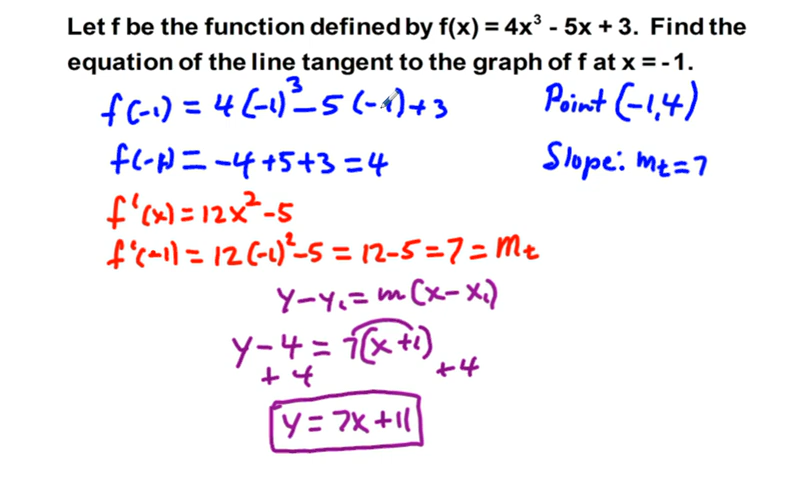 Let f be the function defined by f(x) = 4x³ - 5x + 3. Find the
equation of the line tangent to the graph of f at x = -1.
f(-1) = 4(-1)³ - 5(-1) + 3
Point (-1, 4)
f(-1) = -4 + 5 + 3 = 4
Slope: mₜ = 7
f'(x) = 12x² - 5
f'(-1) = 12(-1)² - 5 = 12 - 5 = 7 = mₜ
y - y₁ = m(x - x₁)
y - 4 = 7(x + 1)
+ 4 + 4
y = 7x + 11